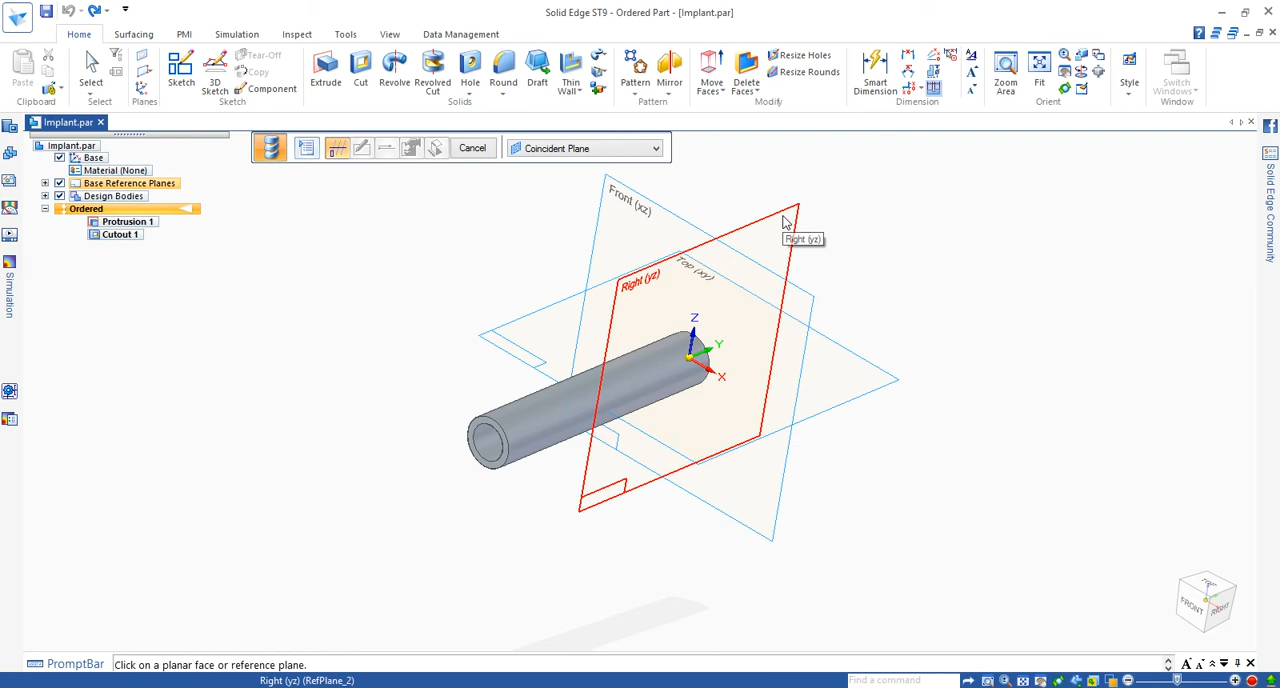 Solid Edge ST9 - Ordered Part - [Implant.par]
Home Surfacing PMI Simulation Inspect Tools View Data Management
Paste
Clipboard
Select
Select
Planes
Sketch
3D Sketch
Tear-Off
Copy
Component
Sketch
Extrude
Cut
Revolve
Revolved Cut
Hole
Round
Draft
Thin Wall
Solids
Pattern
Mirror
Pattern
Move Faces
Delete Faces
Resize Holes
Resize Rounds
Modify
Smart Dimension
Dimension
Zoom Area
Fit
Orient
Style
Style
Switch Windows
Window
Implant.par
Implant.par
Base
Material (None)
Base Reference Planes
Design Bodies
Ordered
Protrusion 1
Cutout 1
Simulation
Cancel
Coincident Plane
Front (xz)
Right (yz)
Top (xy)
Right (yz)
Z
Y
X
Solid Edge Community
TOP
FRONT
RIGHT
PromptBar
Click on a planar face or reference plane.
Right (yz) (RefPlane_2)
Find a command